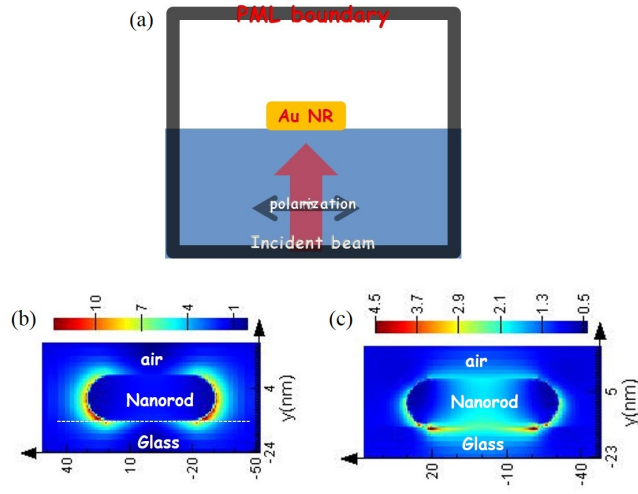 (a)
PML boundary
Au NR
polarization
Incident beam
(b)
10
7
4
1
air
Nanorod
Glass
4
-24
y(nm)
40
10
-20
-50
(c)
4.5
3.7
2.9
2.1
1.3
0.5
air
Nanorod
Glass
5
-23
y(nm)
20
-10
-40